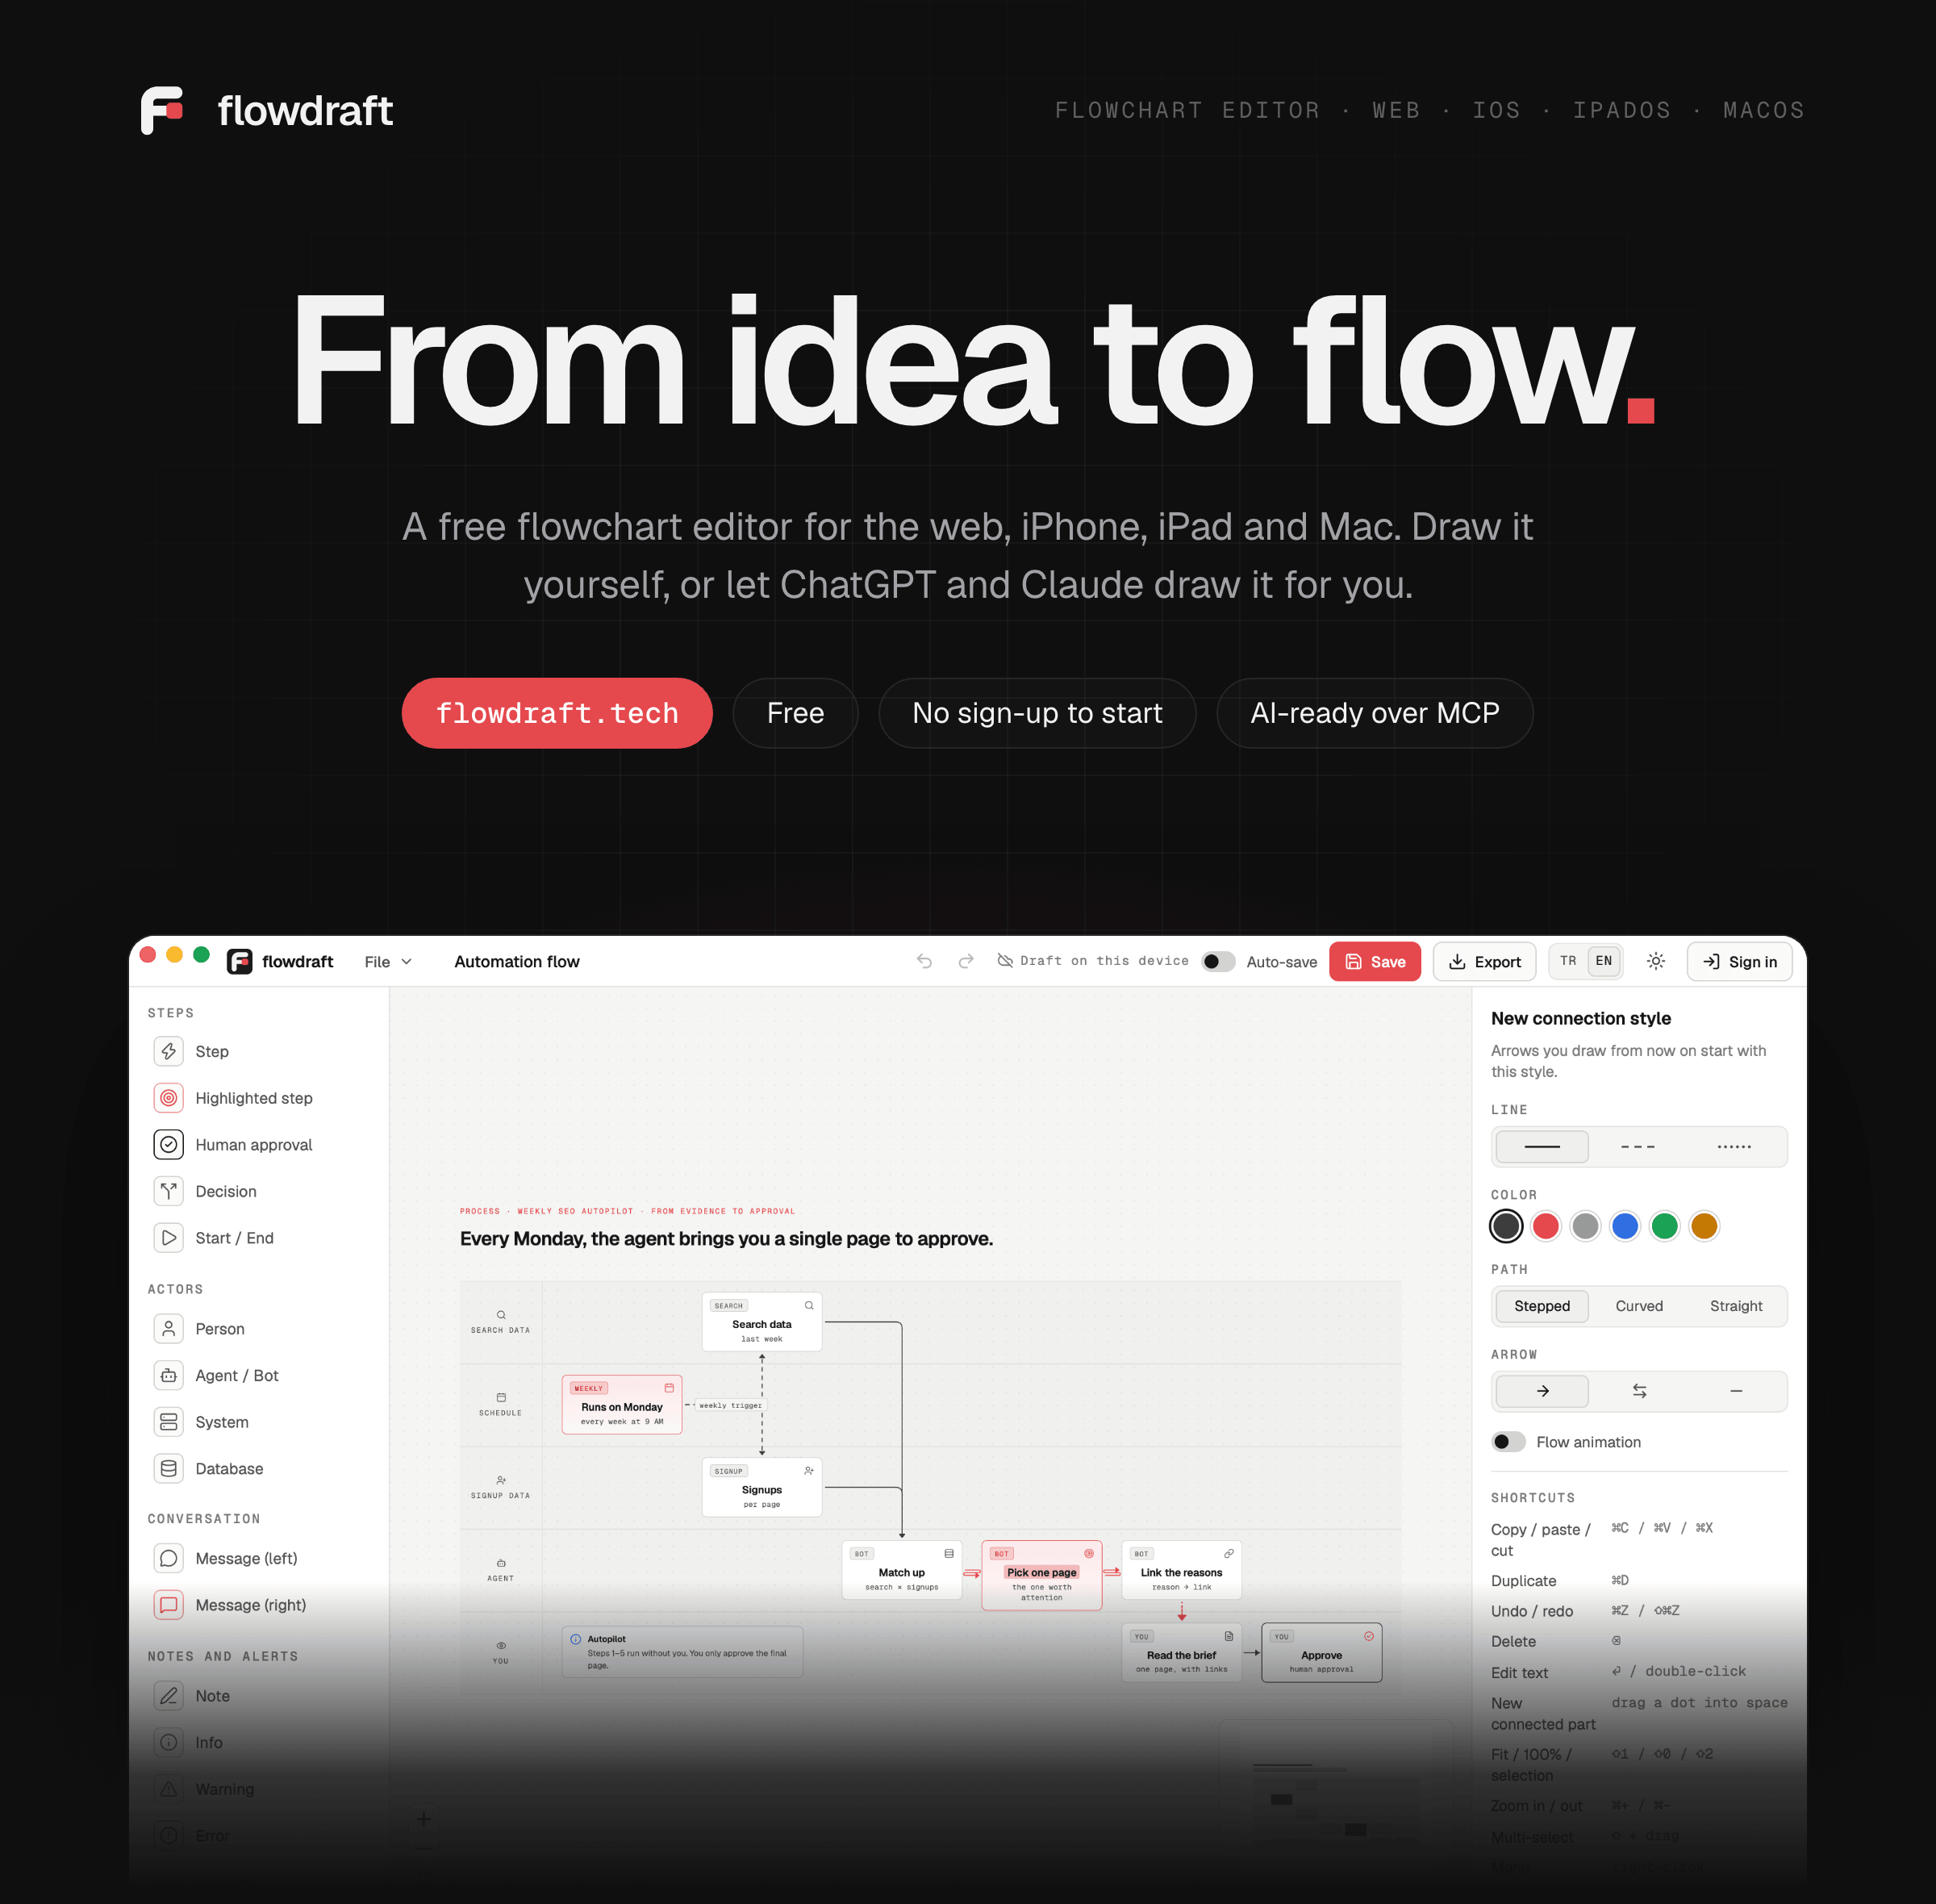 flowdraft
FLOWCHART EDITOR · WEB · IOS · IPADOS · MACOS
From idea to flow.
A free flowchart editor for the web, iPhone, iPad and Mac. Draw it
yourself, or let ChatGPT and Claude draw it for you.
flowdraft.tech
Free
No sign-up to start
AI-ready over MCP
flowdraft
File
Automation flow
Draft on this device
Auto-save
Save
Export
TR
EN
Sign in
STEPS
Step
Highlighted step
Human approval
Decision
Start / End
ACTORS
Person
Agent / Bot
System
Database
CONVERSATION
Message (left)
Message (right)
NOTES AND ALERTS
Note
Info
Warning
Error
PROCESS · WEEKLY SEO AUTOPILOT · FROM EVIDENCE TO APPROVAL
Every Monday, the agent brings you a single page to approve.
SEARCH DATA
SEARCH
Search data
last week
SCHEDULE
WEEKLY
Runs on Monday
every week at 9 AM
weekly trigger
SIGNUP DATA
SIGNUP
Signups
per page
AGENT
BOT
Match up
search × signups
BOT
Pick one page
the one worth
attention
BOT
Link the reasons
reason → link
YOU
Autopilot
Steps 1–5 run without you. You only approve the final
page.
YOU
Read the brief
one page, with links
YOU
Approve
human approval
New connection style
Arrows you draw from now on start with
this style.
LINE
COLOR
PATH
Stepped
Curved
Straight
ARROW
Flow animation
SHORTCUTS
Copy / paste / ⌘C / ⌘V / ⌘X
cut
Duplicate ⌘D
Undo / redo ⌘Z / ⇧⌘Z
Delete ⌫
Edit text ⏎ / double-click
New drag a dot into space
connected part
Fit / 100% / ⇧1 / ⇧0 / ⇧2
selection
Zoom in / out ⌘+ / ⌘−
Multi-select ⇧ + drag